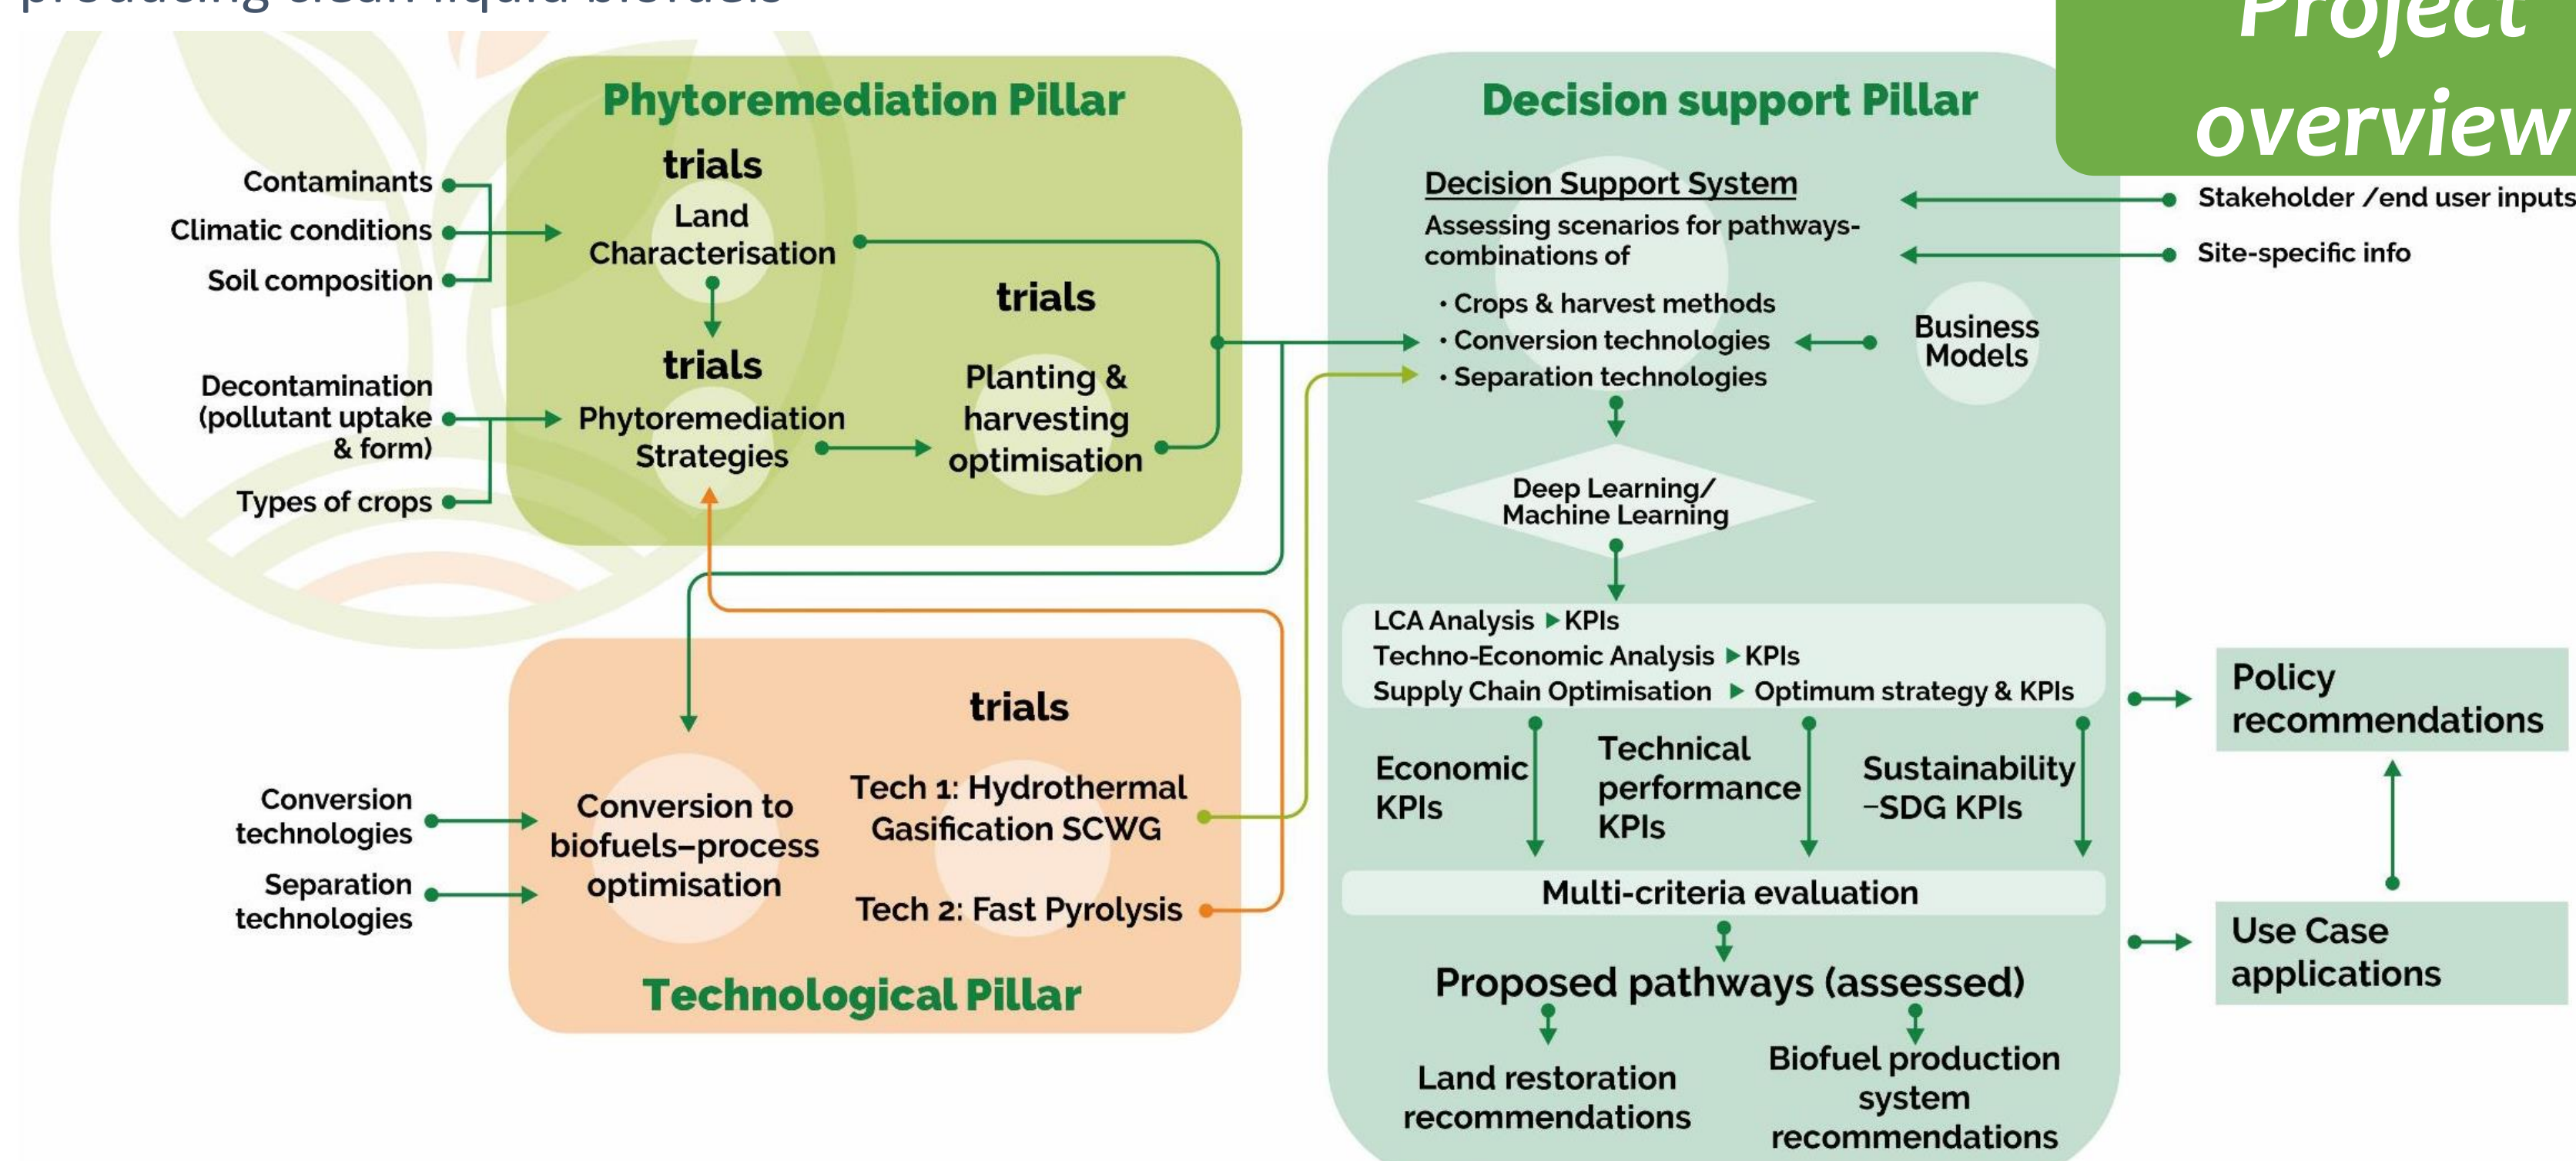 producing clean liquid biofuels
Project
overview
Phytoremediation Pillar
trials
Contaminants
Climatic conditions
Soil composition
Land
Characterisation
trials
Decontamination
(pollutant uptake
& form)
Types of crops
Phytoremediation
Strategies
trials
Planting &
harvesting
optimisation
trials
Conversion
technologies
Separation
technologies
Conversion to
biofuels–process
optimisation
Tech 1: Hydrothermal
Gasification SCWG
Tech 2: Fast Pyrolysis
Technological Pillar
Decision support Pillar
Decision Support System
Assessing scenarios for pathways-
combinations of
• Crops & harvest methods
• Conversion technologies
• Separation technologies
Stakeholder /end user inputs
Site-specific info
Business
Models
Deep Learning/
Machine Learning
LCA Analysis ▶ KPIs
Techno-Economic Analysis ▶ KPIs
Supply Chain Optimisation ▶ Optimum strategy & KPIs
Economic
KPIs
Technical
performance
KPIs
Sustainability
–SDG KPIs
Multi-criteria evaluation
Proposed pathways (assessed)
Land restoration
recommendations
Biofuel production
system
recommendations
Policy
recommendations
Use Case
applications